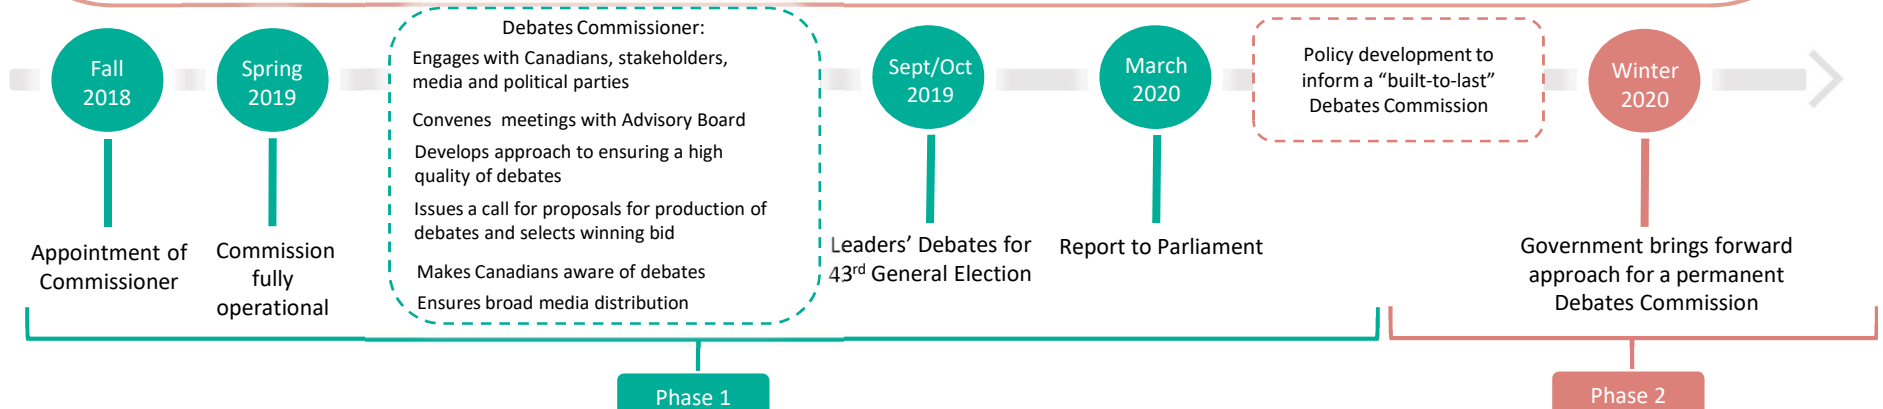 Fall
2018
Appointment of
Commissioner
Spring
2019
Commission
fully
operational
Debates Commissioner:
Engages with Canadians, stakeholders,
media and political parties
Convenes meetings with Advisory Board
Develops approach to ensuring a high
quality of debates
Issues a call for proposals for production of
debates and selects winning bid
Makes Canadians aware of debates
Ensures broad media distribution
Sept/Oct
2019
Leaders’ Debates for
43rd General Election
March
2020
Report to Parliament
Policy development to
inform a “built-to-last”
Debates Commission
Winter
2020
Government brings forward
approach for a permanent
Debates Commission
Phase 1
Phase 2